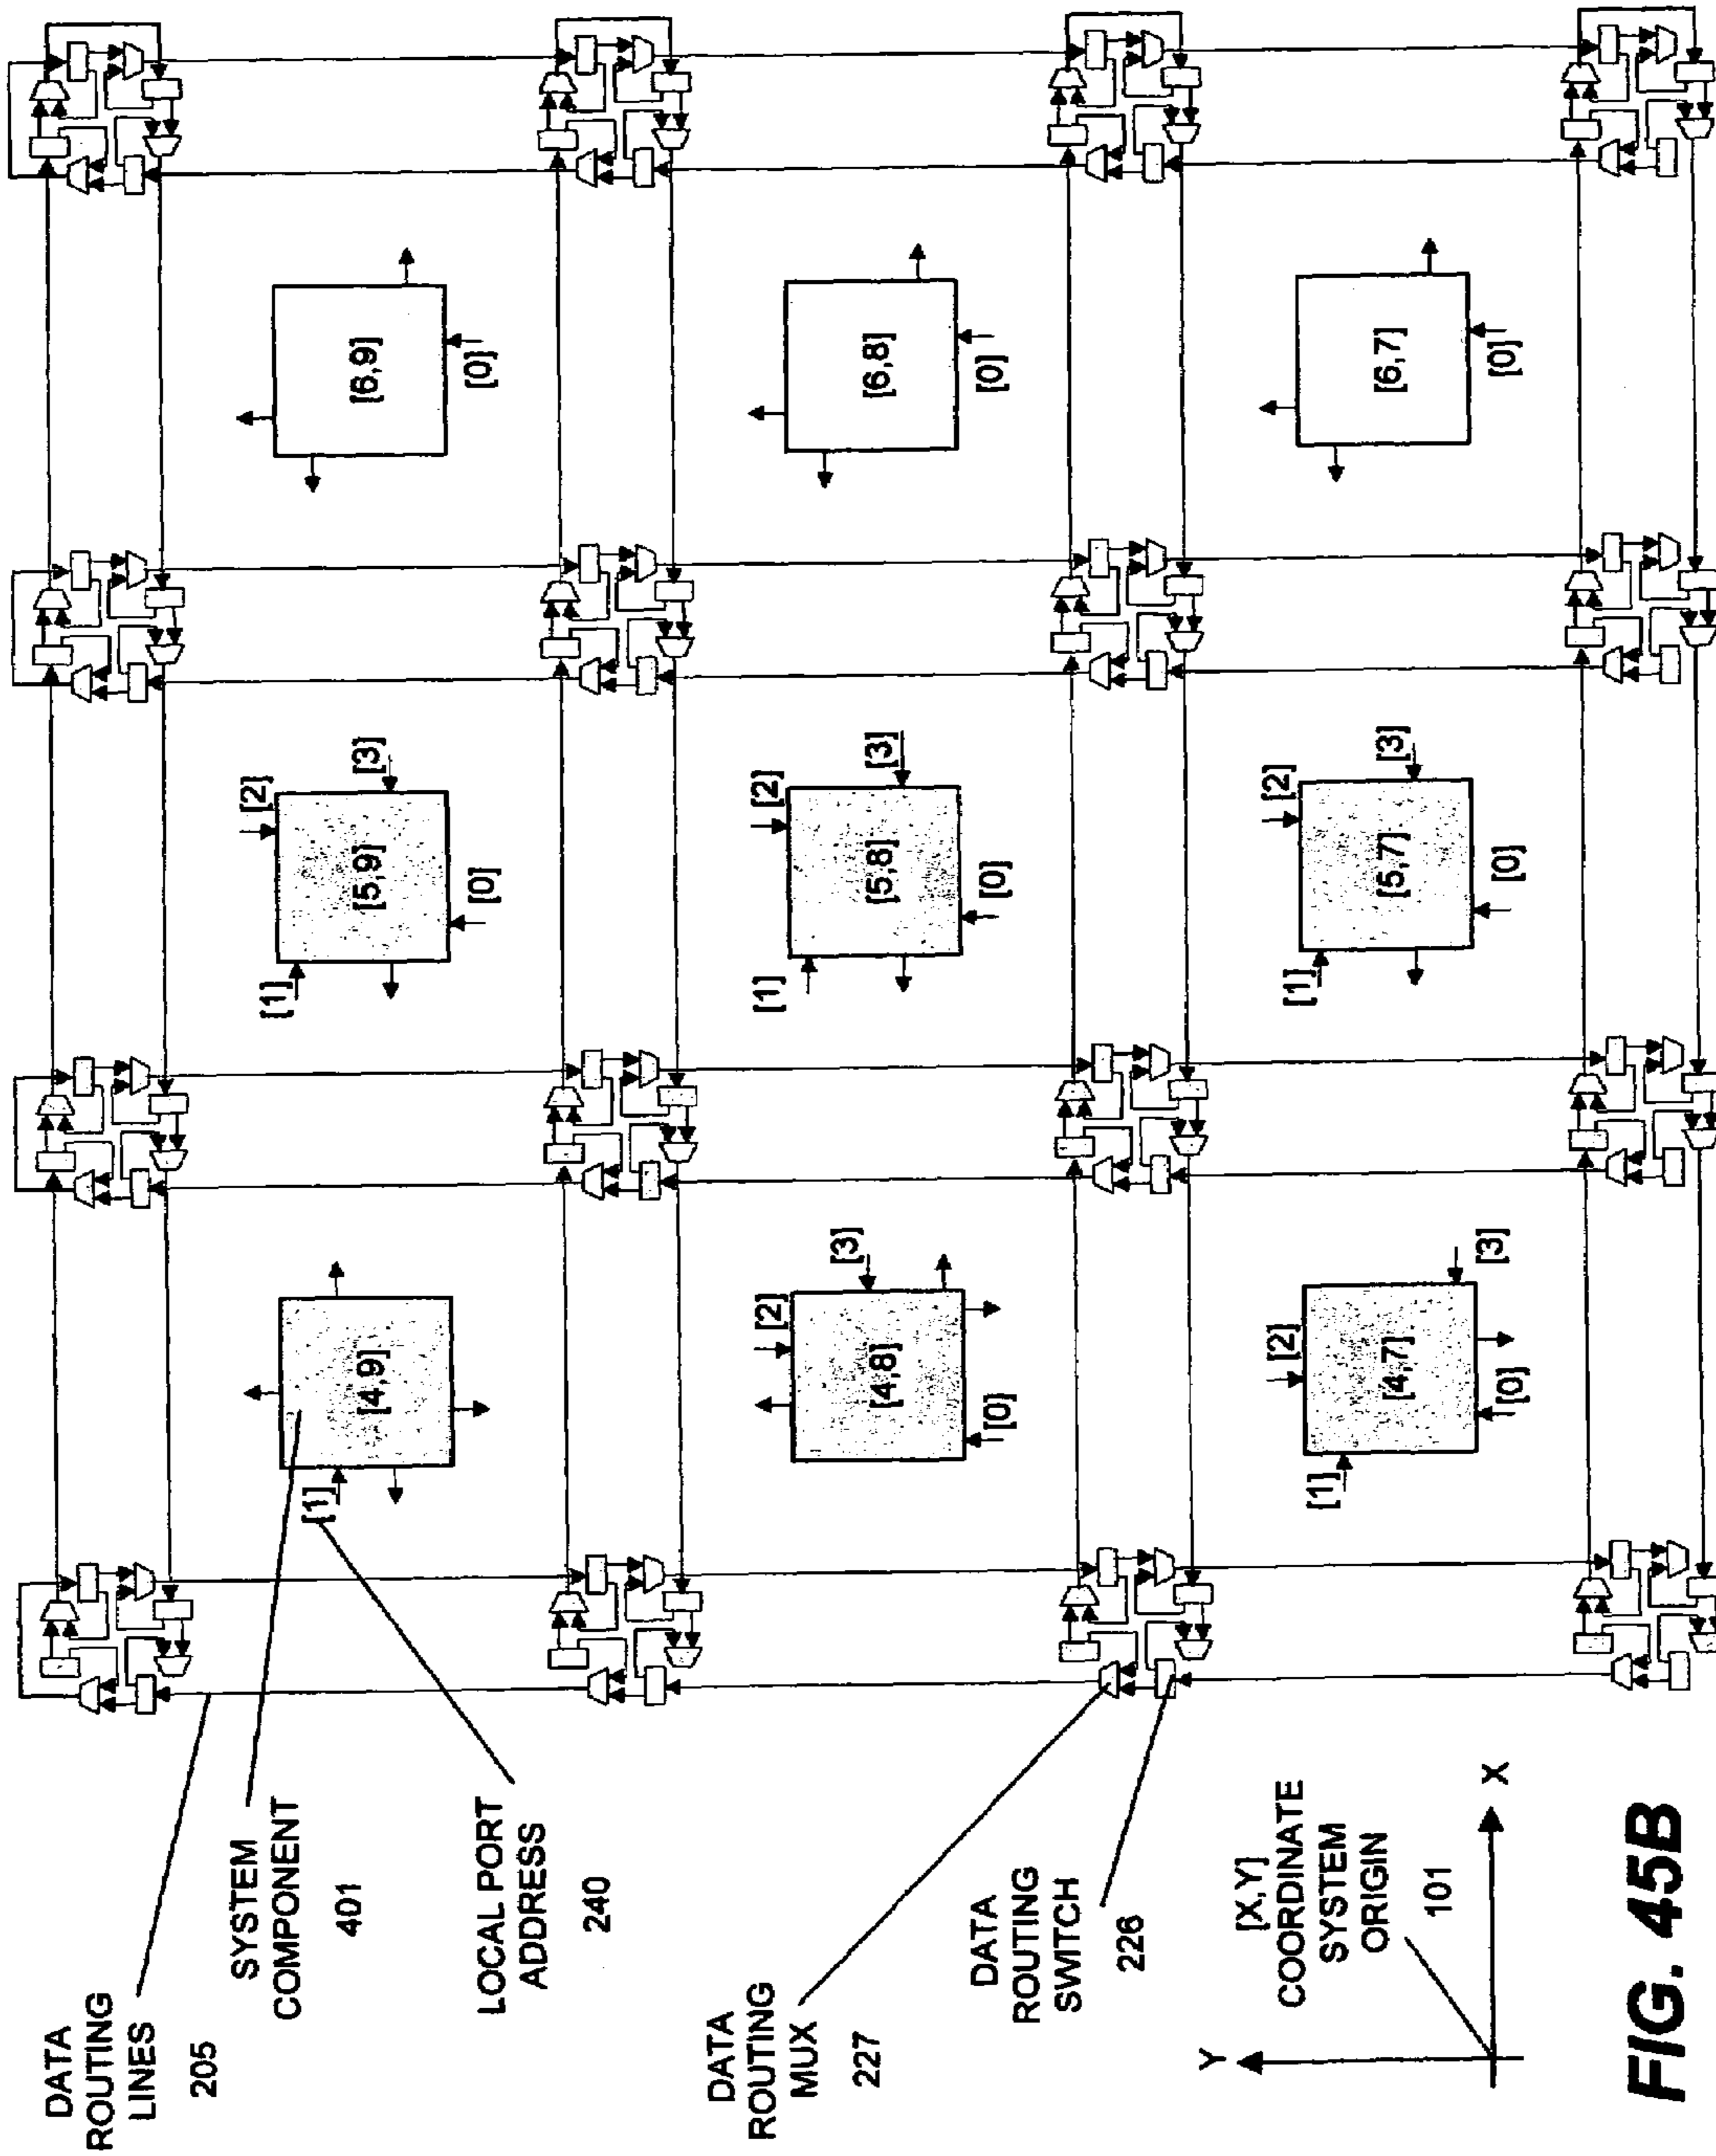 DATA
ROUTING
LINES
205
SYSTEM
COMPONENT
401
LOCAL PORT
ADDRESS
240
DATA
ROUTING
MUX
227
DATA
ROUTING
SWITCH
226
[X,Y]
COORDINATE
SYSTEM
ORIGIN
101
Y
X
[1]
[4,9]
[1]
[2]
[5,9]
[3]
[0]
[6,9]
[0]
[2]
[4,8]
[3]
[0]
[1]
[2]
[5,8]
[3]
[0]
[6,8]
[0]
[1]
[2]
[4,7]
[3]
[0]
[1]
[2]
[5,7]
[3]
[0]
[6,7]
[0]
FIG. 45B